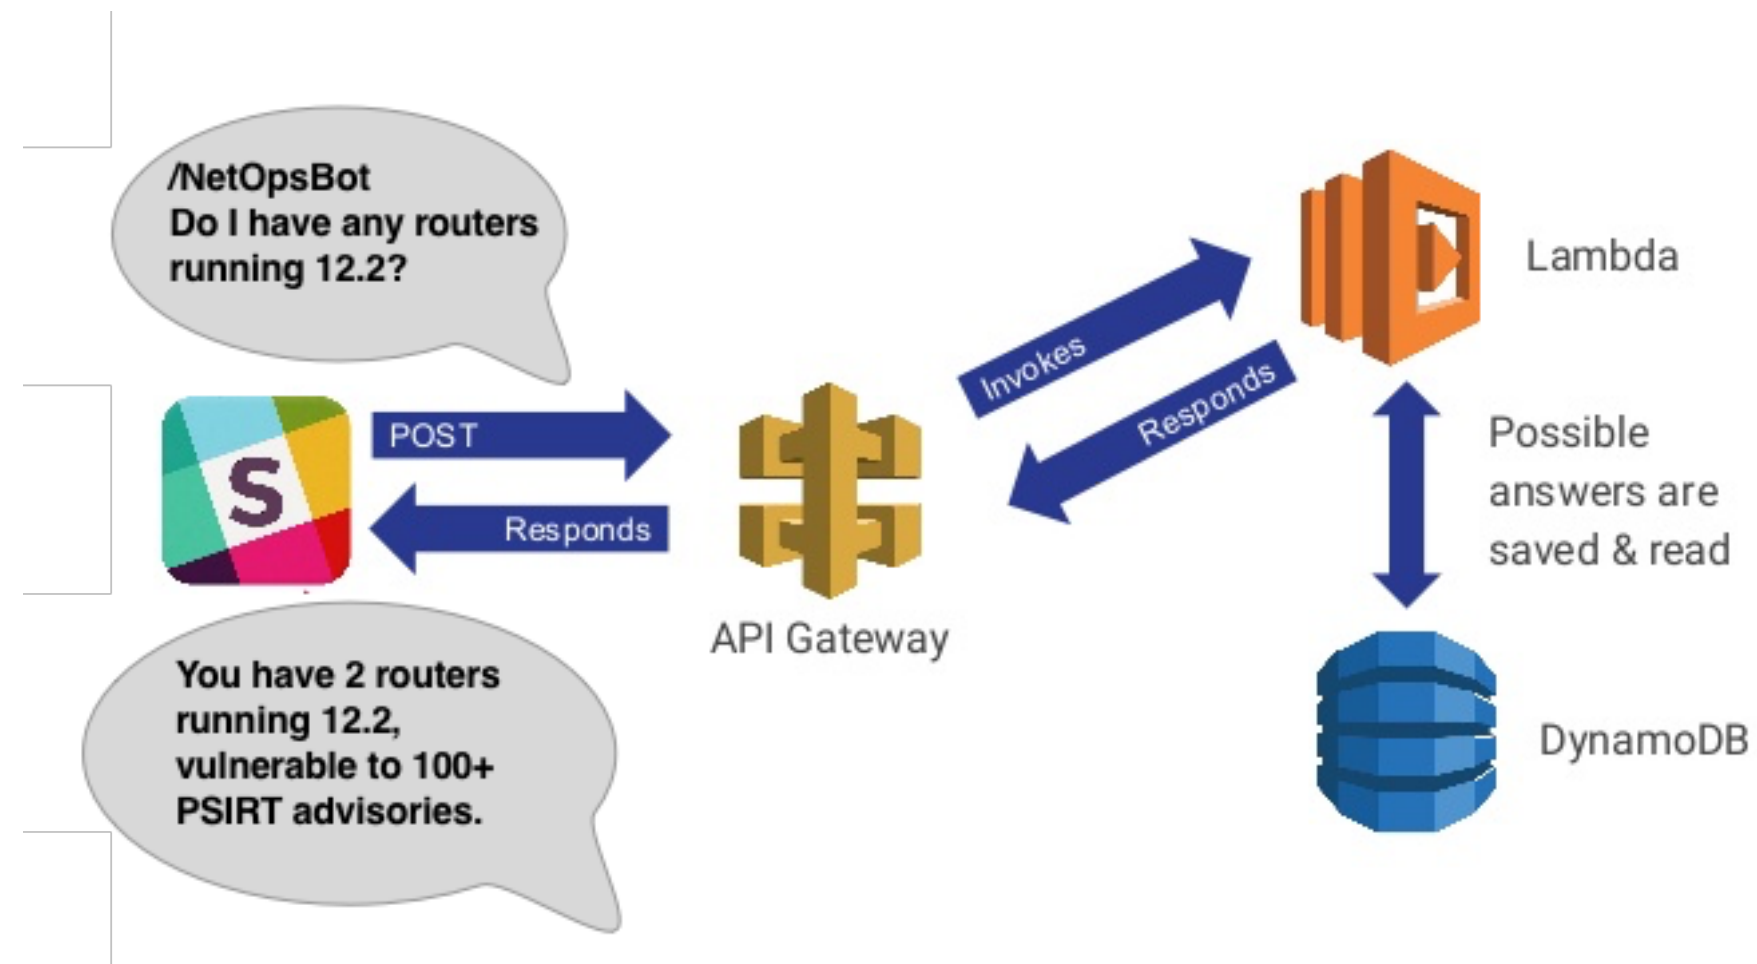 /NetOpsBot
Do I have any routers
running 12.2?
S
POST
Responds
API Gateway
Invokes
Responds
Lambda
Possible
answers are
saved & read
DynamoDB
You have 2 routers
running 12.2,
vulnerable to 100+
PSIRT advisories.